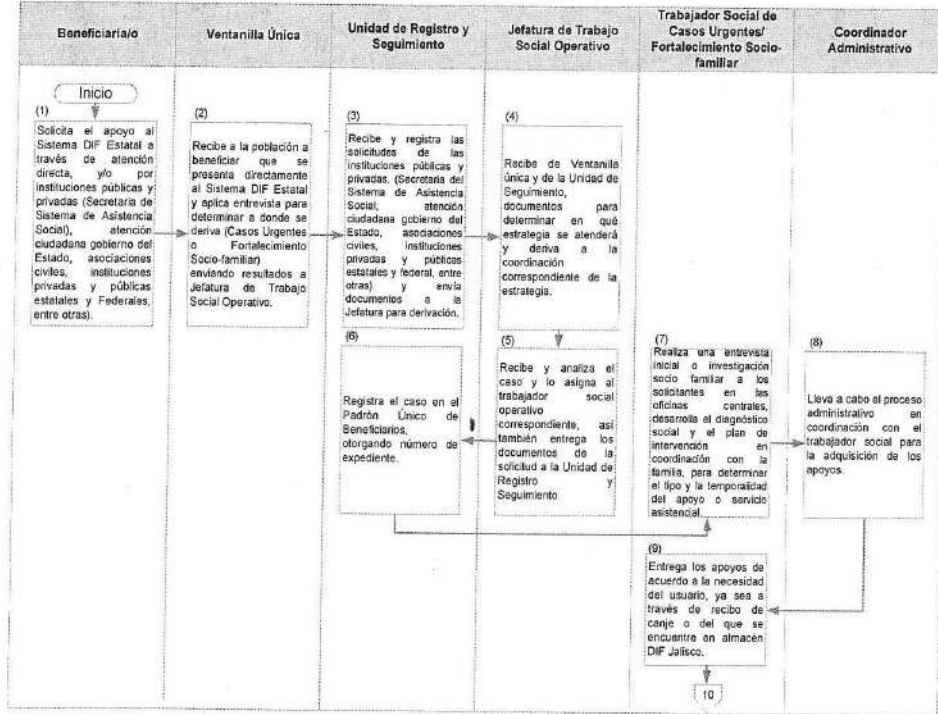 Beneficiaria/o
Ventanilla Única
Unidad de Registro y
Seguimiento
Jefatura de Trabajo
Social Operativo
Trabajador Social de
Casos Urgentes/
Fortalecimiento Socio-
familiar
Coordinador
Administrativo
Inicio
(1)
Solicita el apoyo al
Sistema DIF Estatal a
través de atención
directa, y/o por
instituciones públicas y
privadas (Secretaria de
Sistema de Asistencia
Social), atención
ciudadana gobierno del
Estado, asociaciones
civiles, instituciones
privadas y públicas
estatales y Federales,
entre otras).
(2)
Recibe a la población a
beneficiar que se
presenta directamente
al Sistema DIF Estatal
y aplica entrevista para
determinar a donde se
deriva (Casos Urgentes
o Fortalecimiento
Socio-familiar)
enviando resultados a
Jefatura de Trabajo
Social Operativo.
(3)
Recibe y registra las
solicitudes de las
instituciones públicas y
privadas. (Secretaria del
Sistema de Asistencia
Social, atención
ciudadana gobierno del
Estado, asociaciones
civiles, instituciones
privadas y públicas
estatales y federal, entre
otras) y envía
documentos a la
Jefatura para derivación.
(4)
Recibe de Ventanilla
única y de la Unidad de
Seguimiento,
documentos para
determinar en qué
estrategia se atenderá
y deriva a la
coordinación
correspondiente de la
estrategia.
(5)
Recibe y analiza el
caso y lo asigna al
trabajador social
operativo
correspondiente, así
también entrega los
documentos de la
solicitud a la Unidad de
Registro y
Seguimiento
(6)
Registra el caso en el
Padrón Único de
Beneficiarios,
otorgando número de
expediente.
(7)
Realiza una entrevista
inicial o investigación
socio familiar a los
solicitantes en las
oficinas centrales,
desarrolla el diagnóstico
social y el plan de
intervención en
coordinación con la
familia, para determinar
el tipo y la temporalidad
del apoyo o servicio
asistencial.
(8)
Lleva a cabo el proceso
administrativo en
coordinación con el
trabajador social para
la adquisición de los
apoyos.
(9)
Entrega los apoyos de
acuerdo a la necesidad
del usuario, ya sea a
través de recibo de
canje o del que se
encuentre en almacén
DIF Jalisco.
10